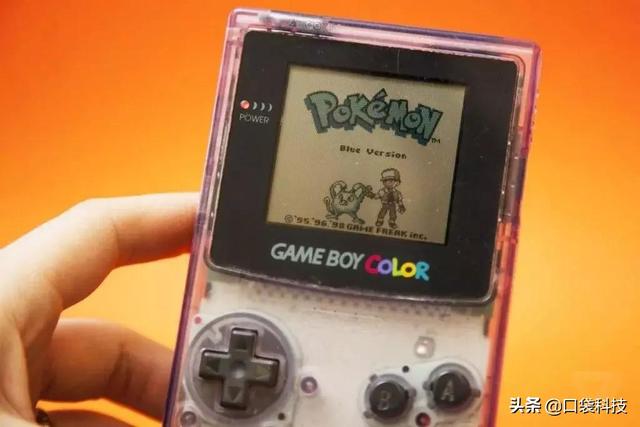 POWER
POKéMON
TM
Blue Version
©'95.'96.'98 GAME FREAK inc.
GAME BOY COLOR
B
A
头条 @口袋科技